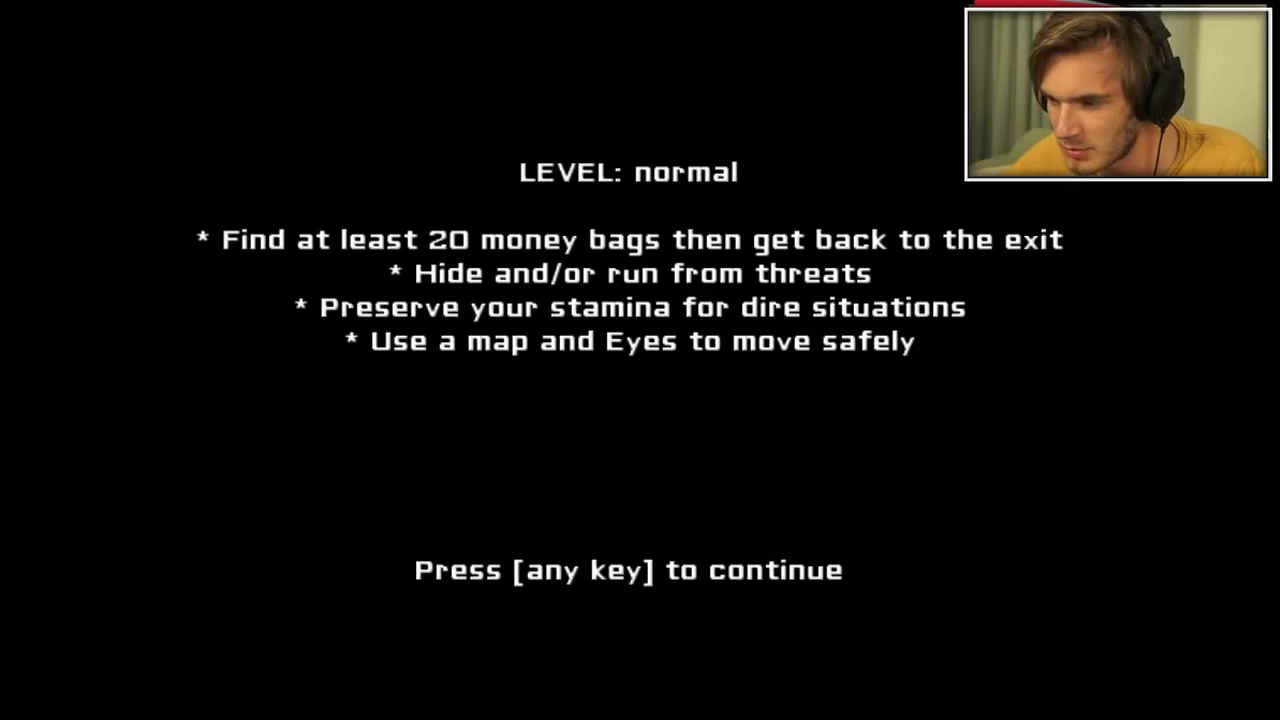 LEVEL: normal
* Find at least 20 money bags then get back to the exit
* Hide and/or run from threats
* Preserve your stamina for dire situations
* Use a map and Eyes to move safely
Press [any key] to continue